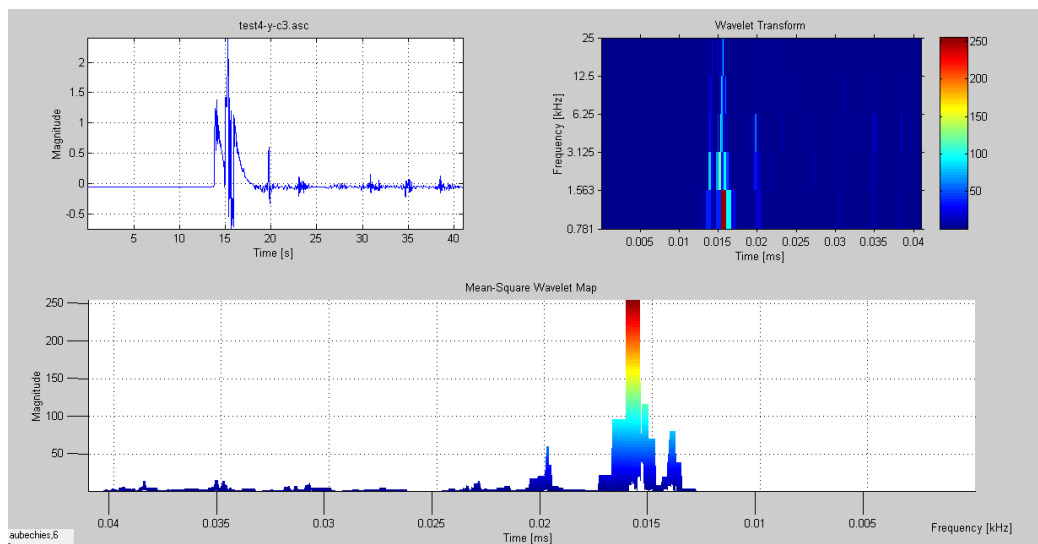 test4-y-c3.asc
2
1.5
1
0.5
0
-0.5
Magnitude
5 10 15 20 25 30 35 40
Time [s]
Wavelet Transform
25
12.5
6.25
3.125
1.563
0.781
Frequency [kHz]
0.005 0.01 0.015 0.02 0.025 0.03 0.035 0.04
Time [ms]
250
200
150
100
50
Mean-Square Wavelet Map
250
200
150
100
50
Magnitude
0.04 0.035 0.03 0.025 0.02 0.015 0.01 0.005
Time [ms]
Frequency [kHz]
aubechies,6